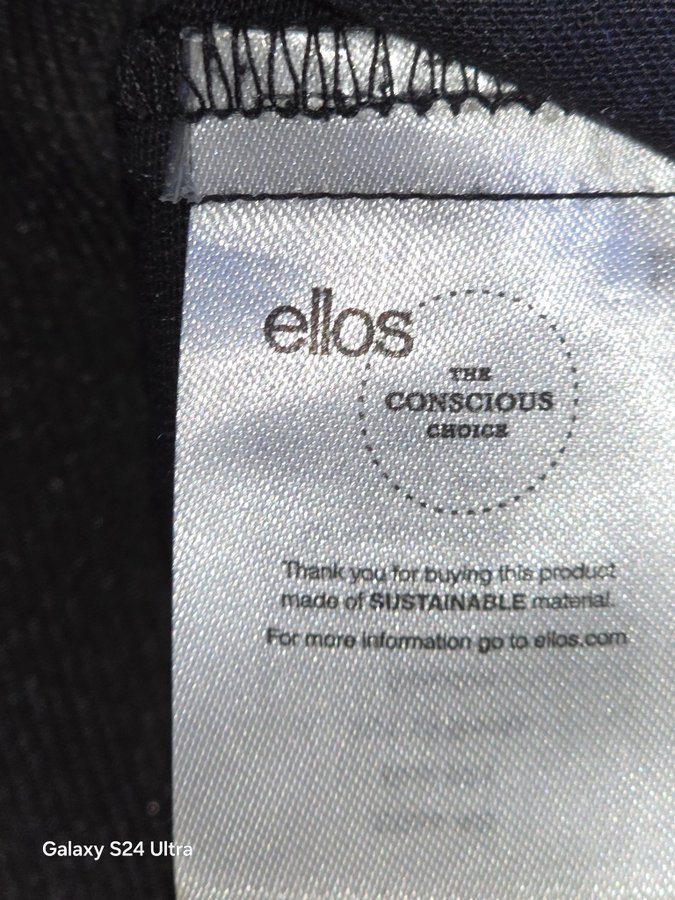 ellos
THE
CONSCIOUS
CHOICE
Thank you for buying this product
made of SUSTAINABLE material.
For more information go to ellos.com
Galaxy S24 Ultra